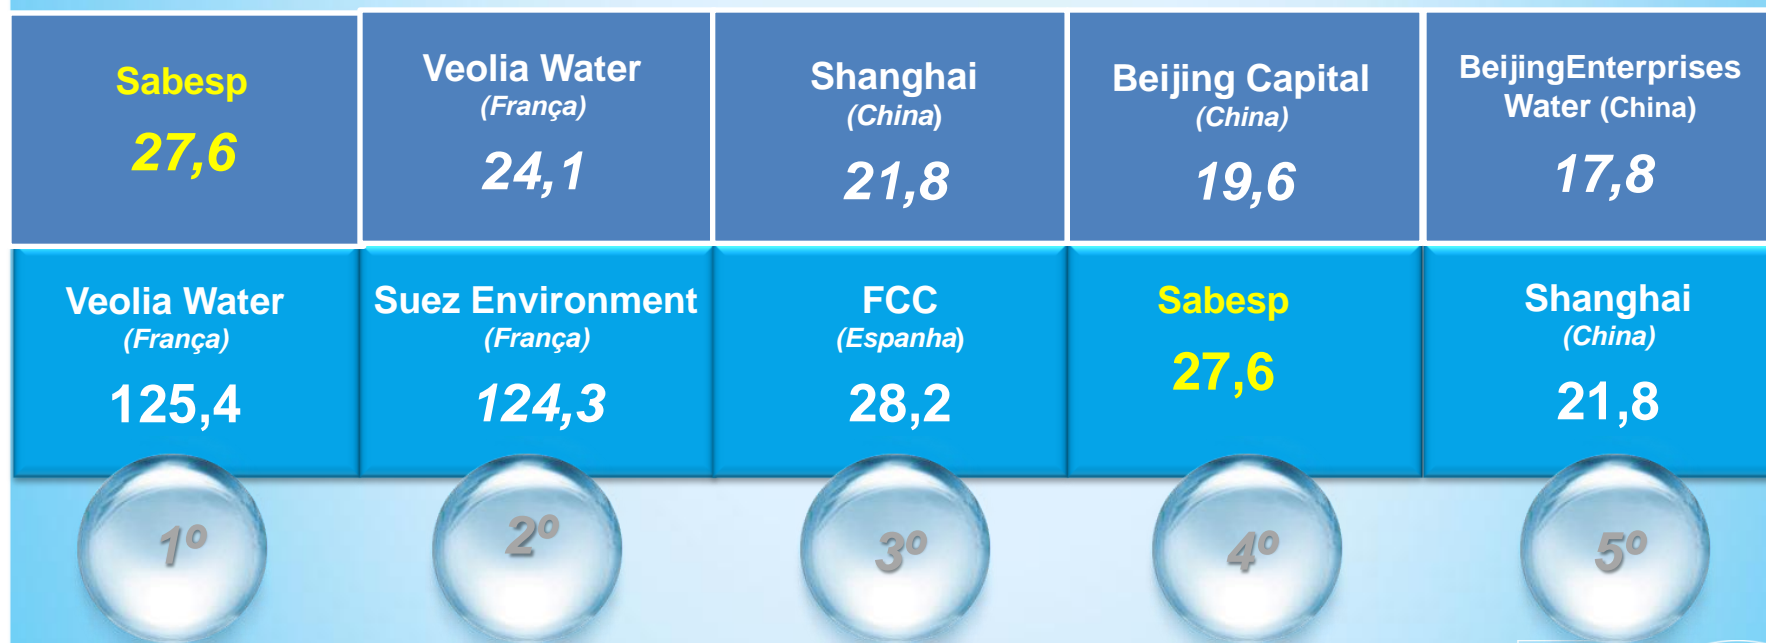 Sabesp
27,6
Veolia Water
(França)
24,1
Shanghai
(China)
21,8
Beijing Capital
(China)
19,6
BeijingEnterprises
Water (China)
17,8
Veolia Water
(França)
125,4
Suez Environment
(França)
124,3
FCC
(Espanha)
28,2
Sabesp
27,6
Shanghai
(China)
21,8
1º
2º
3º
4º
5º